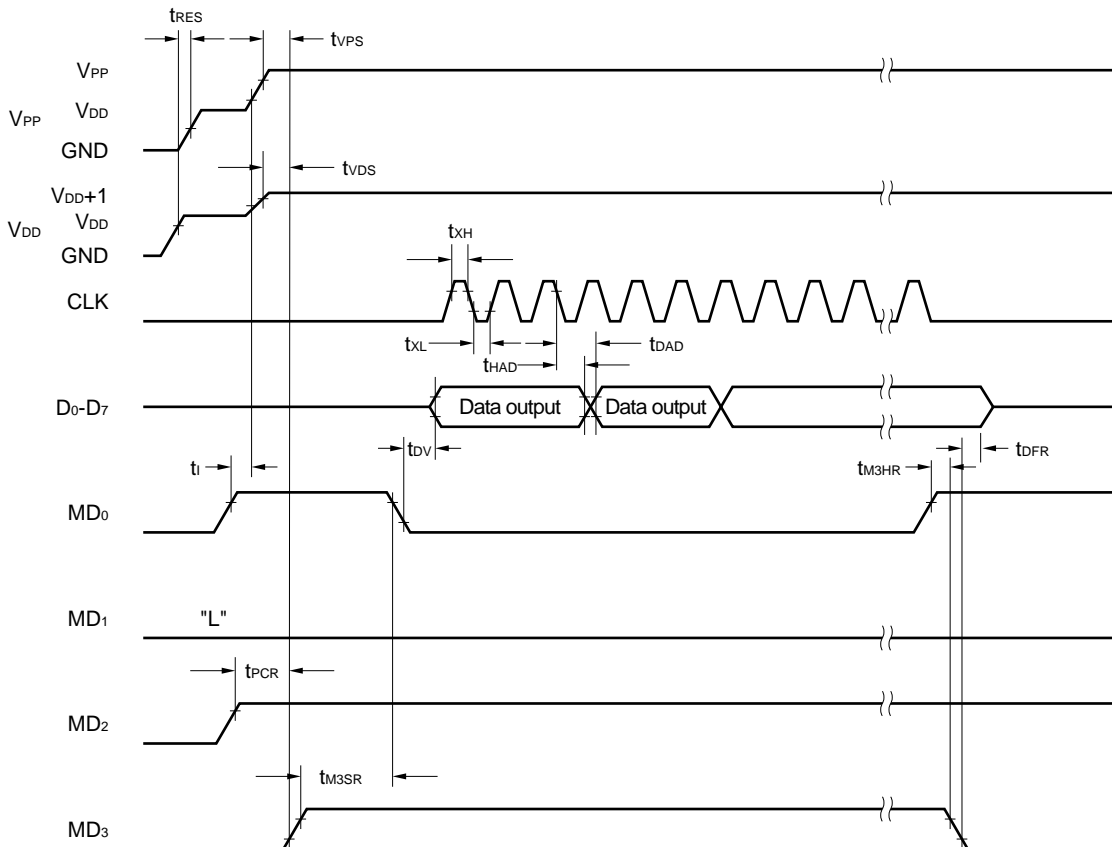 tRES
tVPS
VPP
VPP
VDD
GND
tVDS
VDD+1
VDD
VDD
GND
tXH
CLK
tXL
tHAD
tDAD
D0-D7
Data output
Data output
tDV
tI
tM3HR
tDFR
MD0
MD1
"L"
tPCR
MD2
tM3SR
MD3